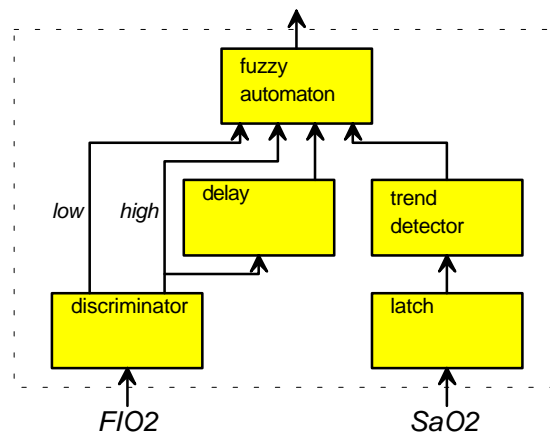 fuzzy
automaton
low
high
delay
trend
detector
discriminator
latch
FIO2
SaO2